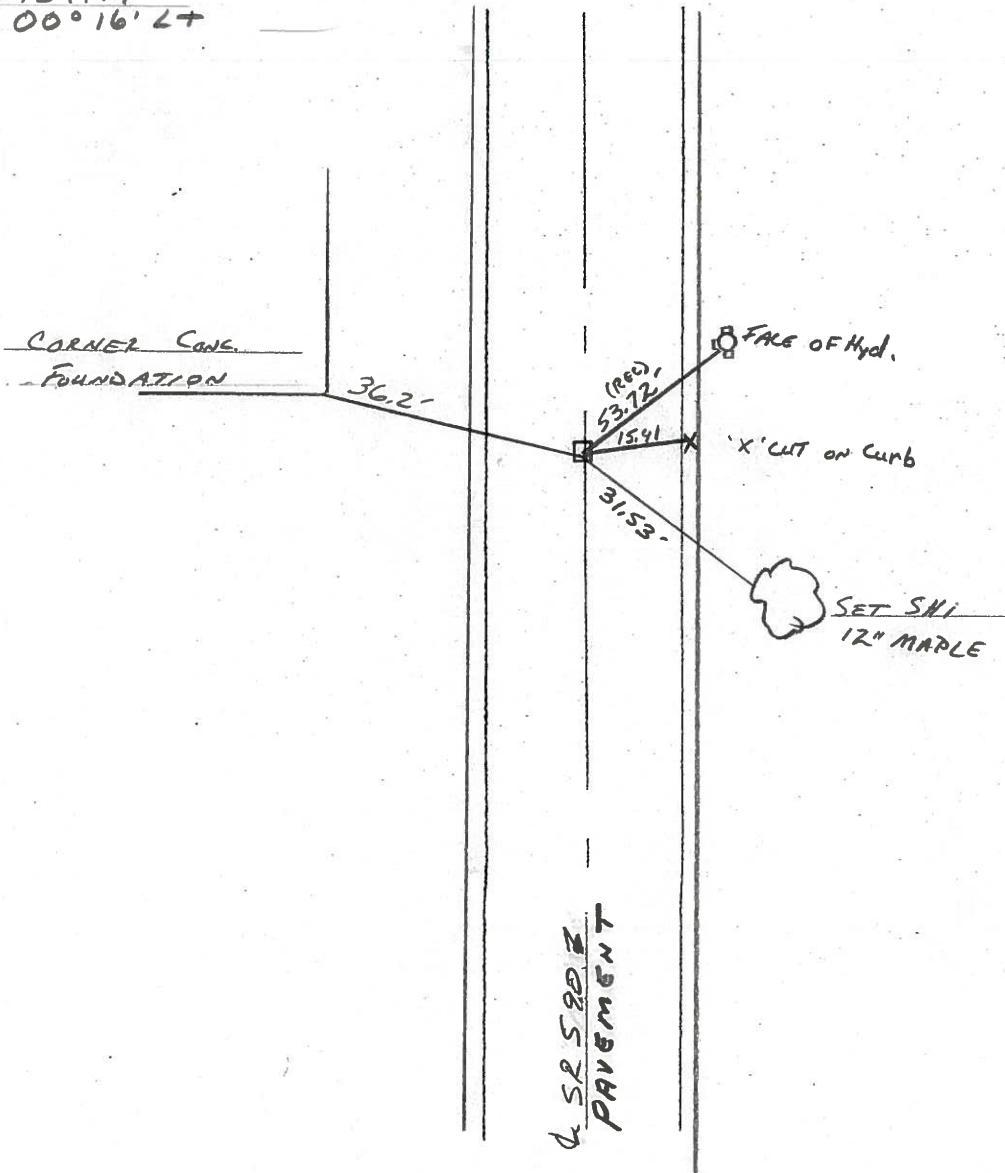 00° 16' LT
FACE OF Hyd.
CORNER CONC.
FOUNDATION
36.2'
(REC).
53.72'
15.41
'X' CUT ON Curb
31.53'
SET SHi
12" MAPLE
℄ SR 520
PAVEMENT